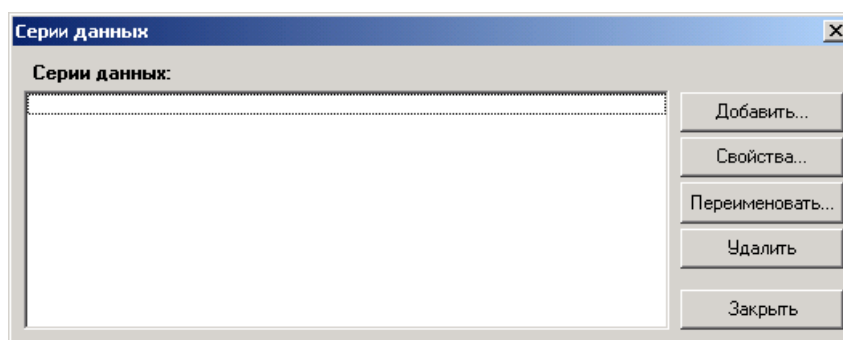 Серии данных
Серии данных:
Добавить...
Свойства...
Переименовать...
Удалить
Закрыть